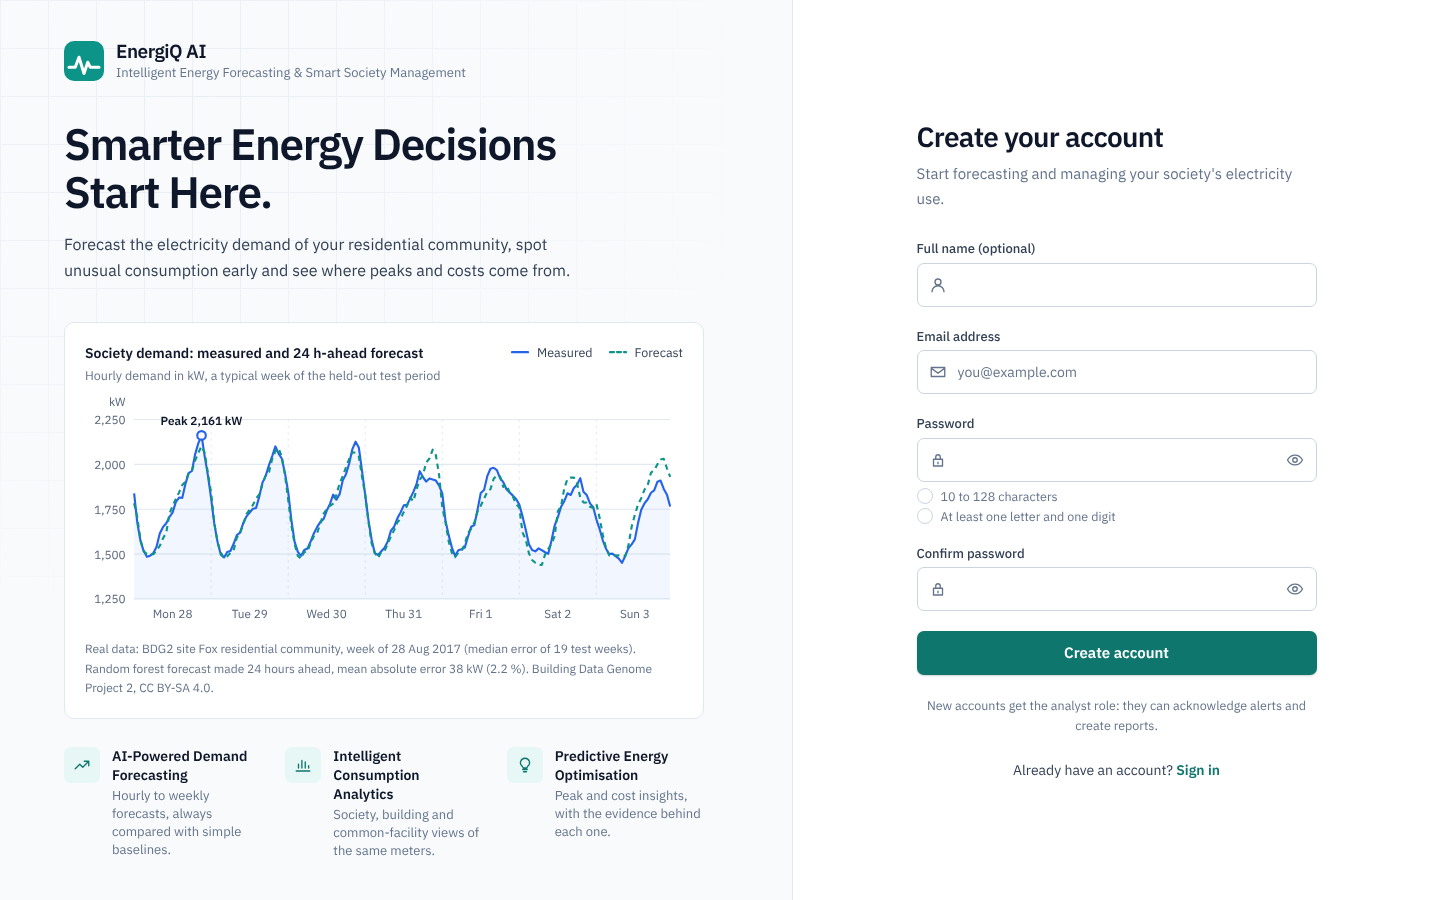 EnergiQ AI
Intelligent Energy Forecasting & Smart Society Management
Smarter Energy Decisions
Start Here.
Forecast the electricity demand of your residential community, spot
unusual consumption early and see where peaks and costs come from.
Society demand: measured and 24 h-ahead forecast
Measured
Forecast
Hourly demand in kW, a typical week of the held-out test period
kW
2,250
Peak 2,161 kW
2,000
1,750
1,500
1,250
Mon 28
Tue 29
Wed 30
Thu 31
Fri 1
Sat 2
Sun 3
Real data: BDG2 site Fox residential community, week of 28 Aug 2017 (median error of 19 test weeks).
Random forest forecast made 24 hours ahead, mean absolute error 38 kW (2.2 %). Building Data Genome
Project 2, CC BY-SA 4.0.
AI-Powered Demand
Forecasting
Hourly to weekly
forecasts, always
compared with simple
baselines.
Intelligent
Consumption
Analytics
Society, building and
common-facility views of
the same meters.
Predictive Energy
Optimisation
Peak and cost insights,
with the evidence behind
each one.
Create your account
Start forecasting and managing your society's electricity
use.
Full name (optional)
Email address
you@example.com
Password
10 to 128 characters
At least one letter and one digit
Confirm password
Create account
New accounts get the analyst role: they can acknowledge alerts and
create reports.
Already have an account? Sign in